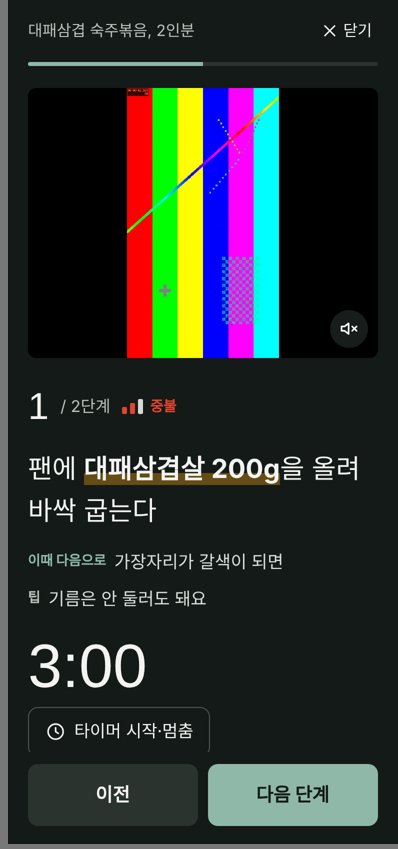 대패삼겹 숙주볶음, 2인분
닫기
1 / 2단계 중불
팬에 대패삼겹살 200g을 올려
바싹 굽는다
이때 다음으로 가장자리가 갈색이 되면
팁 기름은 안 둘러도 돼요
3:00
타이머 시작·멈춤
이전
다음 단계